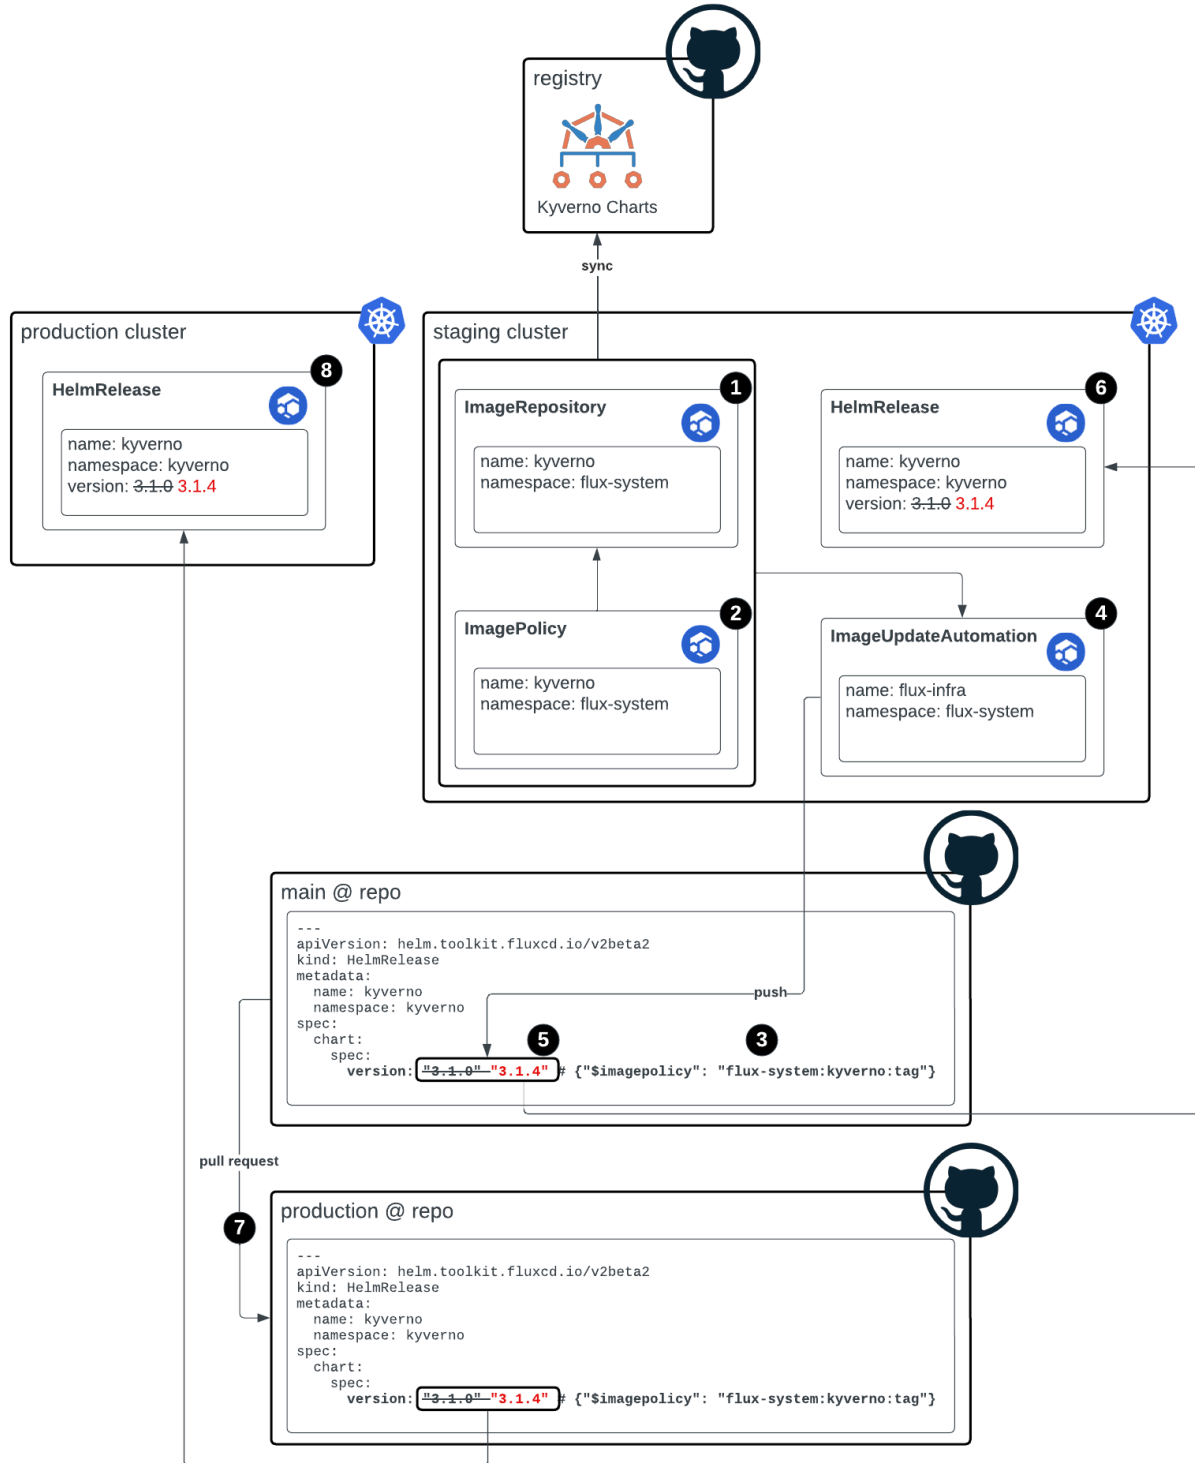 registry
Kyverno Charts
sync
production cluster
8
HelmRelease
name: kyverno
namespace: kyverno
version: 3.1.0 3.1.4
staging cluster
1
ImageRepository
name: kyverno
namespace: flux-system
6
HelmRelease
name: kyverno
namespace: kyverno
version: 3.1.0 3.1.4
2
ImagePolicy
name: kyverno
namespace: flux-system
4
ImageUpdateAutomation
name: flux-infra
namespace: flux-system
main @ repo
---
apiVersion: helm.toolkit.fluxcd.io/v2beta2
kind: HelmRelease
metadata:
  name: kyverno
  namespace: kyverno
spec:
  chart:
    spec:
      version: "3.1.0" "3.1.4" # {"$imagepolicy": "flux-system:kyverno:tag"}
push
5
3
pull request
7
production @ repo
---
apiVersion: helm.toolkit.fluxcd.io/v2beta2
kind: HelmRelease
metadata:
  name: kyverno
  namespace: kyverno
spec:
  chart:
    spec:
      version: "3.1.0" "3.1.4" # {"$imagepolicy": "flux-system:kyverno:tag"}